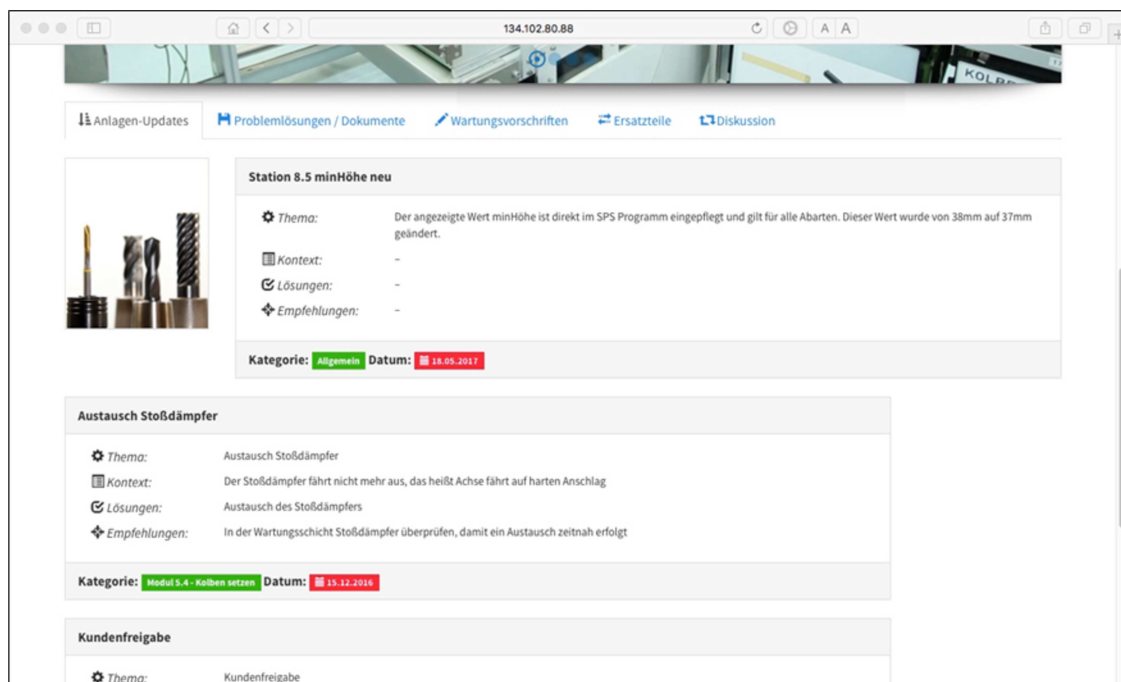 134.102.80.88
A A
Anlagen-Updates Problemlösungen / Dokumente Wartungsvorschriften Ersatzteile Diskussion
Station 8.5 minHöhe neu
Thema: Der angezeigte Wert minHöhe ist direkt im SPS Programm eingepflegt und gilt für alle Abarten. Dieser Wert wurde von 38mm auf 37mm
geändert.
Kontext: –
Lösungen: –
Empfehlungen: –
Kategorie: Allgemein Datum: 18.05.2017
Austausch Stoßdämpfer
Thema: Austausch Stoßdämpfer
Kontext: Der Stoßdämpfer fährt nicht mehr aus, das heißt Achse fährt auf harten Anschlag
Lösungen: Austausch des Stoßdämpfers
Empfehlungen: In der Wartungsschicht Stoßdämpfer überprüfen, damit ein Austausch zeitnah erfolgt
Kategorie: Modul 5.4 - Kolben setzen Datum: 15.12.2016
Kundenfreigabe
Thema: Kundenfreigabe